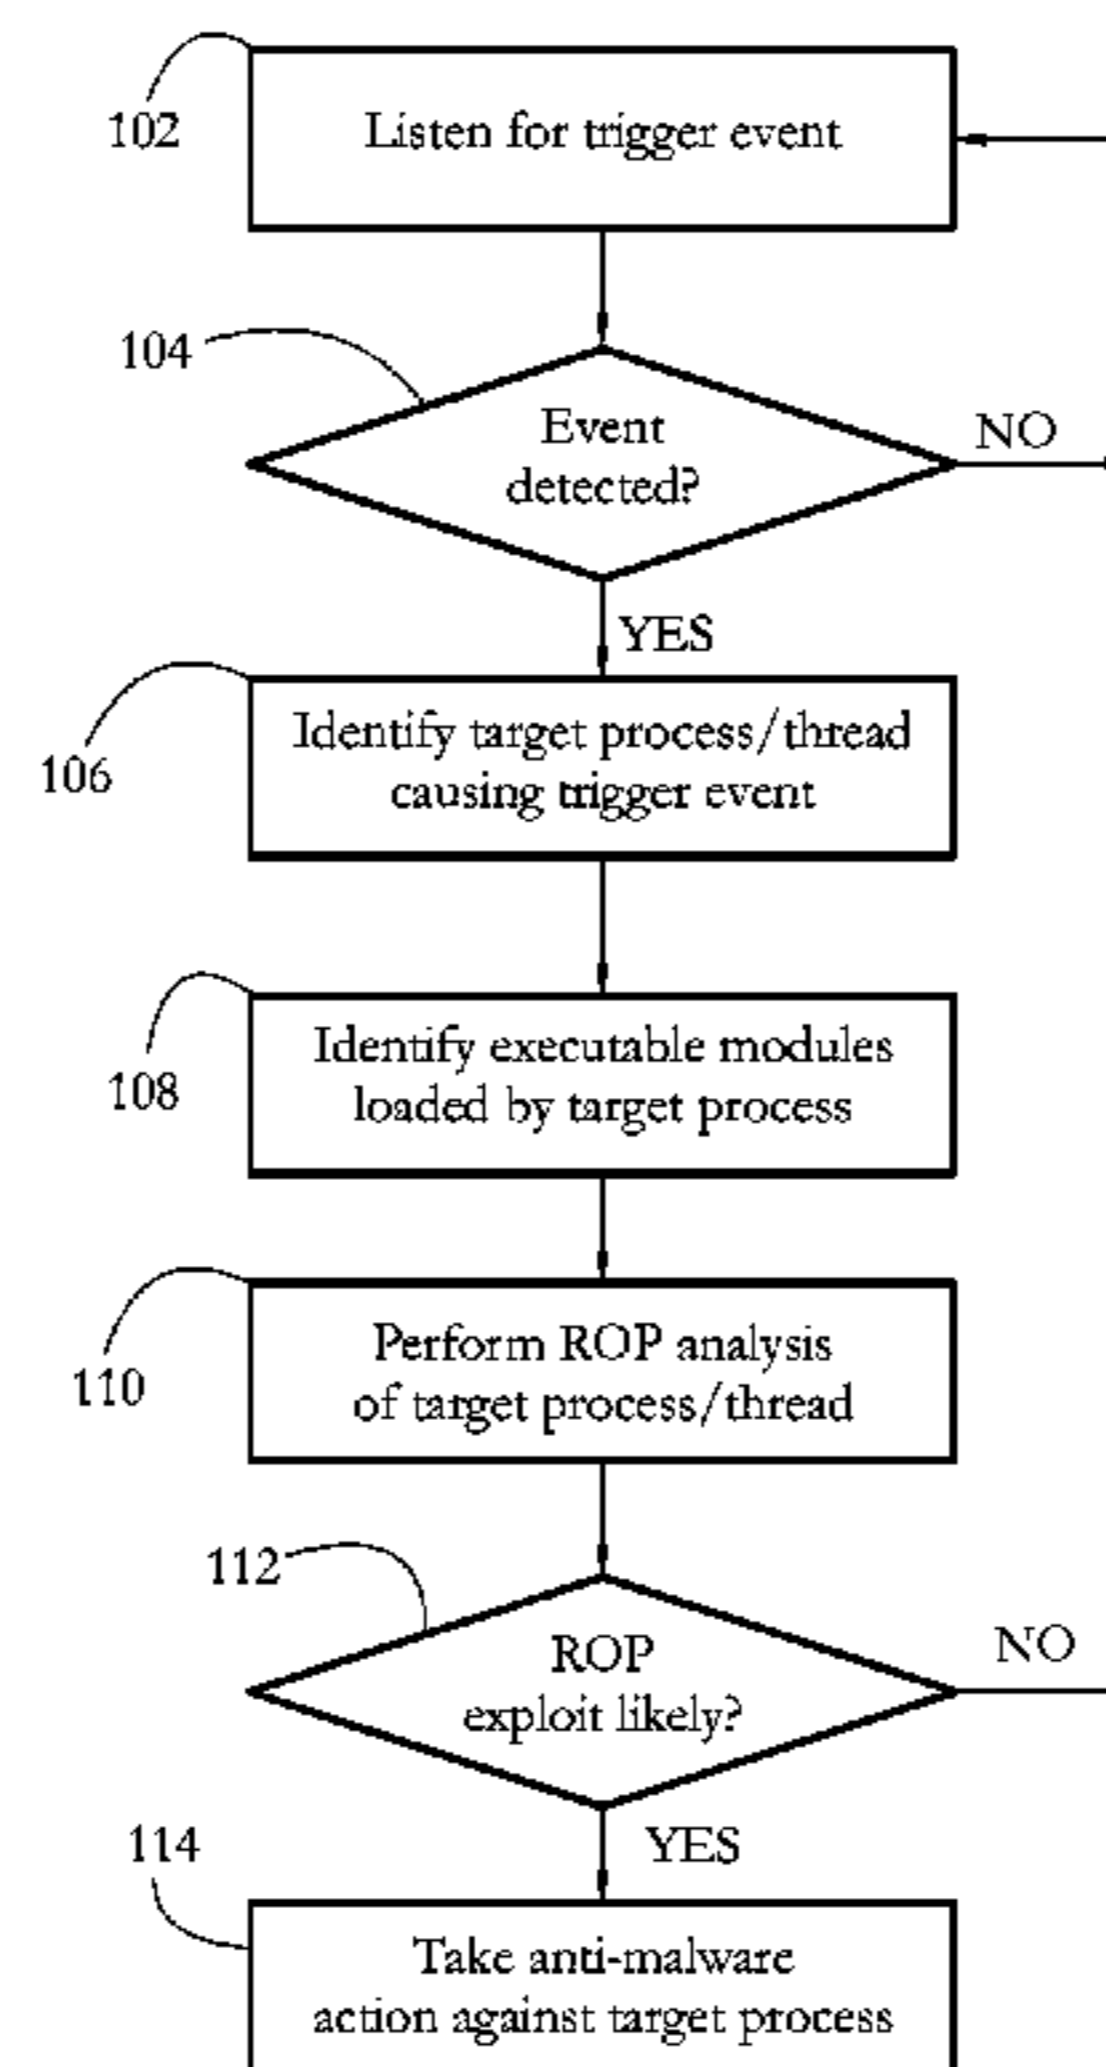 102
Listen for trigger event
104
Event
detected?
NO
YES
106
Identify target process/thread
causing trigger event
108
Identify executable modules
loaded by target process
110
Perform ROP analysis
of target process/thread
112
ROP
exploit likely?
NO
YES
114
Take anti-malware
action against target process